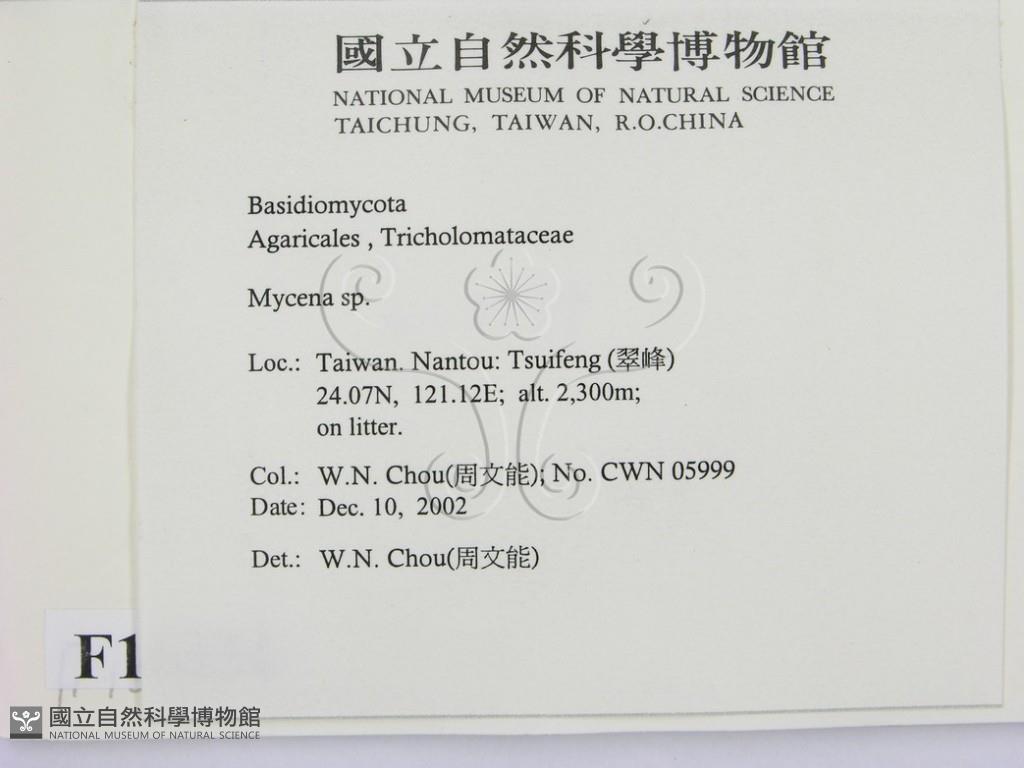 國立自然科學博物館
NATIONAL MUSEUM OF NATURAL SCIENCE
TAICHUNG, TAIWAN, R.O.CHINA
Basidiomycota
Agaricales , Tricholomataceae
Mycena sp.
Loc.: Taiwan. Nantou: Tsuifeng (翠峰)
24.07N, 121.12E; alt. 2,300m;
on litter.
Col.: W.N. Chou(周文能); No. CWN 05999
Date: Dec. 10, 2002
Det.: W.N. Chou(周文能)
F1
國立自然科學博物館
NATIONAL MUSEUM OF NATURAL SCIENCE